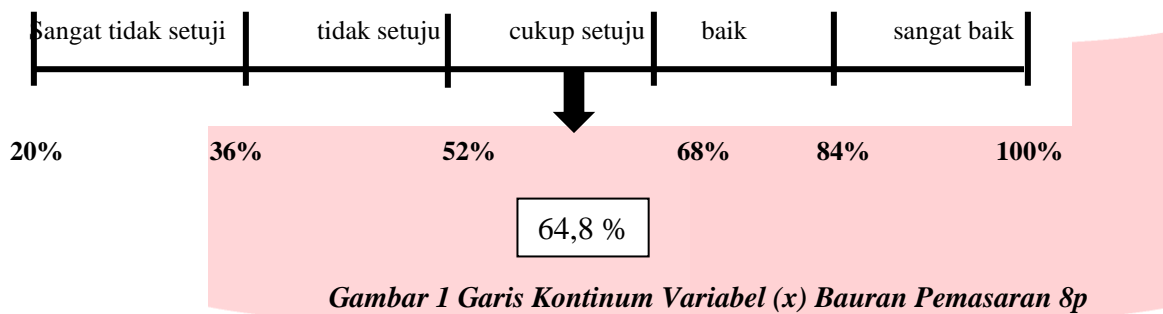 Sangat tidak setuji tidak setuju cukup setuju baik sangat baik
20% 36% 52% 68% 84% 100%
64,8 %
Gambar 1 Garis Kontinum Variabel (x) Bauran Pemasaran 8p